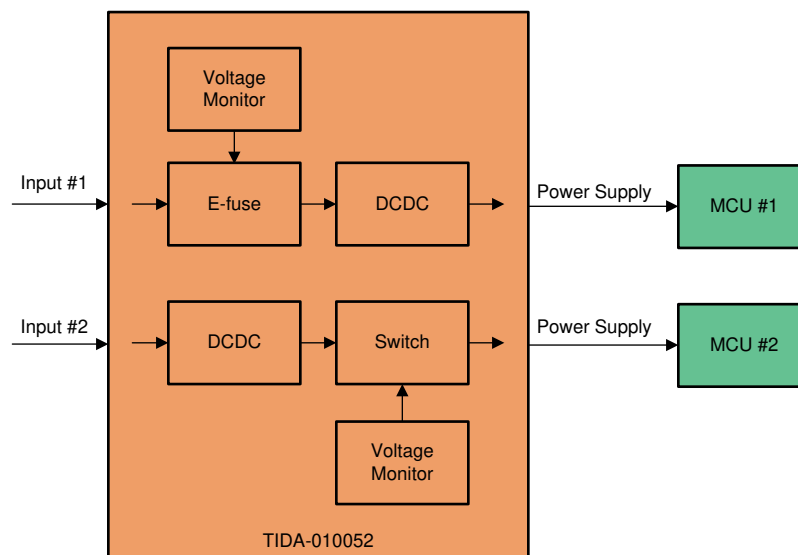 Voltage
Monitor
Input #1
E-fuse
DCDC
Power Supply
MCU #1
Input #2
DCDC
Switch
Power Supply
MCU #2
Voltage
Monitor
TIDA-010052